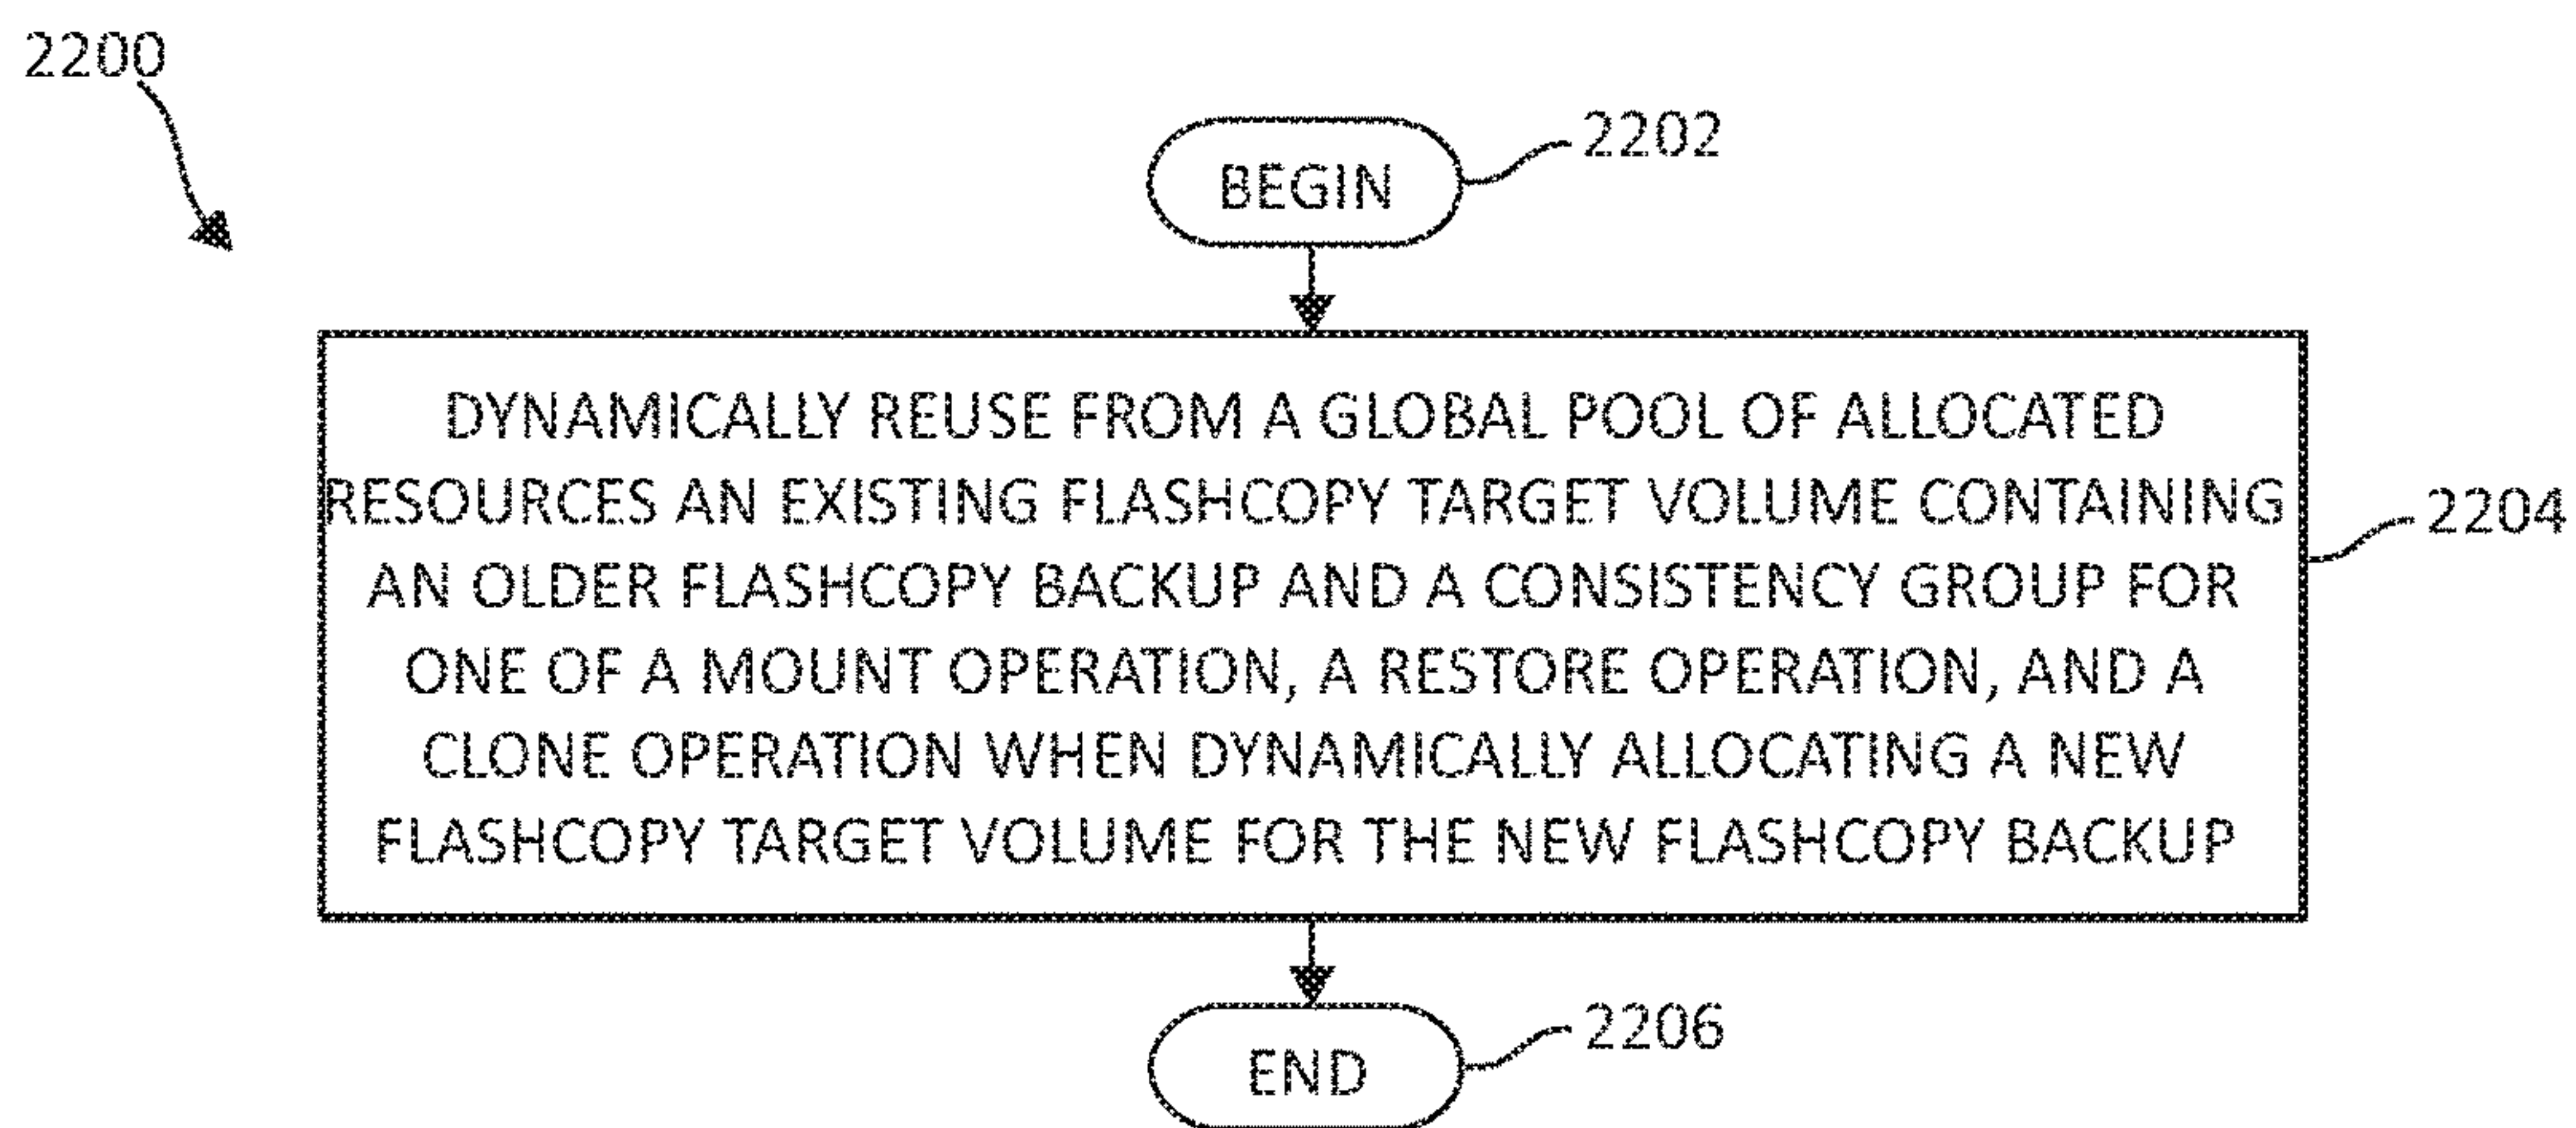 2200
BEGIN
2202
DYNAMICALLY REUSE FROM A GLOBAL POOL OF ALLOCATED
RESOURCES AN EXISTING FLASHCOPY TARGET VOLUME CONTAINING
AN OLDER FLASHCOPY BACKUP AND A CONSISTENCY GROUP FOR
ONE OF A MOUNT OPERATION, A RESTORE OPERATION, AND A
CLONE OPERATION WHEN DYNAMICALLY ALLOCATING A NEW
FLASHCOPY TARGET VOLUME FOR THE NEW FLASHCOPY BACKUP
2204
END
2206